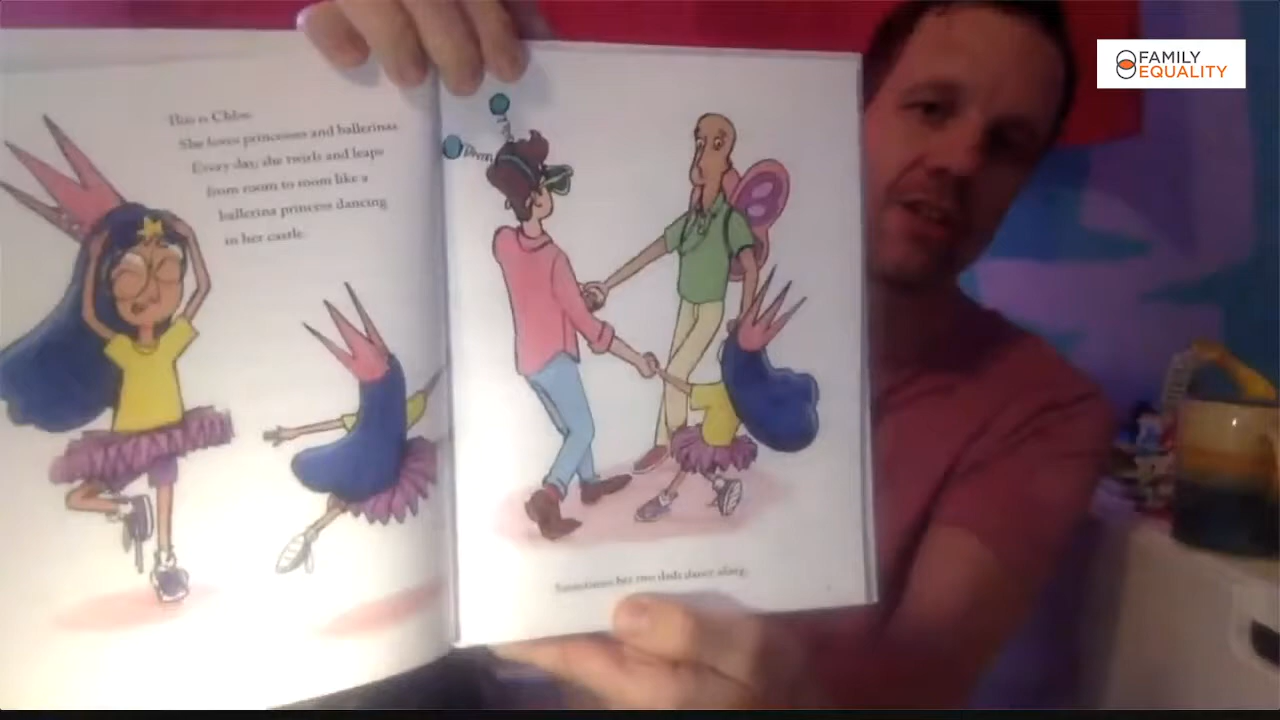 This is Chloe.
She loves princesses and ballerinas.
Every day, she twirls and leaps
from room to room like a
ballerina princess dancing
in her castle.
Sometimes her two dads dance along.
FAMILY
EQUALITY